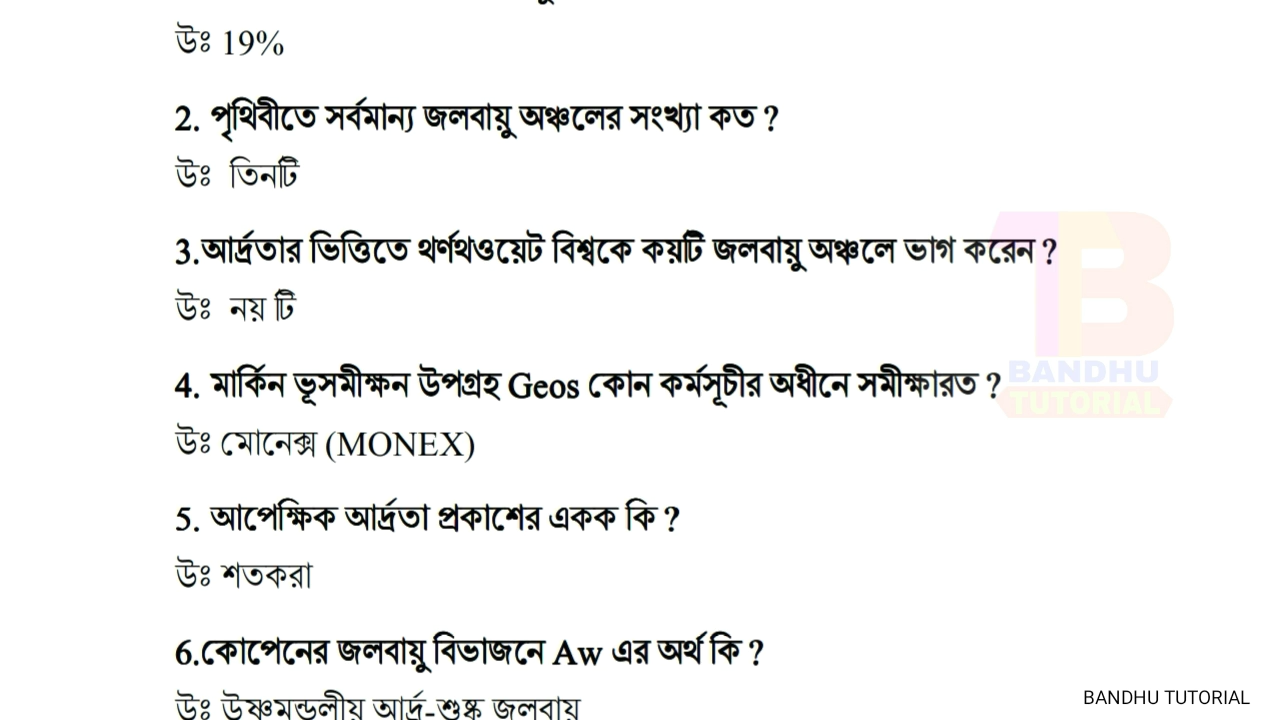 উঃ 19%
2. পৃথিবীতে সর্বমান্য জলবায়ু অঞ্চলের সংখ্যা কত ?
উঃ তিনটি
3.আর্দ্রতার ভিত্তিতে থর্ণথওয়েট বিশ্বকে কয়টি জলবায়ু অঞ্চলে ভাগ করেন ?
উঃ নয় টি
4. মার্কিন ভূসমীক্ষন উপগ্রহ Geos কোন কর্মসূচীর অধীনে সমীক্ষারত ?
উঃ মোনেক্স (MONEX)
5. আপেক্ষিক আর্দ্রতা প্রকাশের একক কি ?
উঃ শতকরা
6.কোপেনের জলবায়ু বিভাজনে Aw এর অর্থ কি ?
উঃ উষ্ণমন্ডলীয় আর্দ্র-শুষ্ক জলবায়ু
TB
BANDHU
TUTORIAL
BANDHU TUTORIAL